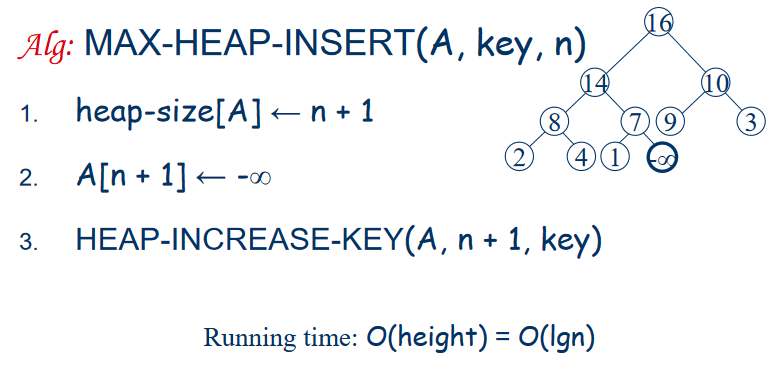 Alg: MAX-HEAP-INSERT(A, key, n)
1. heap-size[A] ← n + 1
2. A[n + 1] ← -∞
3. HEAP-INCREASE-KEY(A, n + 1, key)
Running time: O(height) = O(lgn)
16
14 10
8 7 9 3
2 4 1 -∞